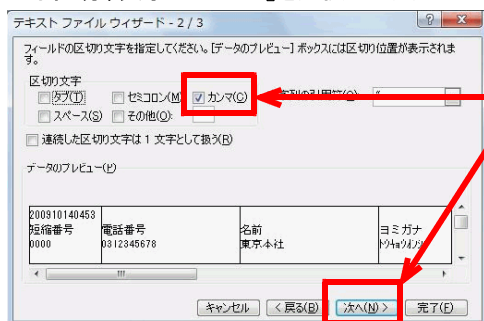 テキスト ファイル ウィザード - 2 / 3
フィールドの区切り文字を指定してください。[データのプレビュー] ボックスには区切り位置が表示されます。
区切り文字
タブ(T) セミコロン(M) カンマ(C) 文字列の引用符(Q): "
スペース(S) その他(O):
連続した区切り文字は 1 文字として扱う(R)
データのプレビュー(P)
200910140453
短縮番号 電話番号 名前 ヨミガナ
0000 0312345678 東京本社
キャンセル < 戻る(B) 次へ(N) > 完了(F)